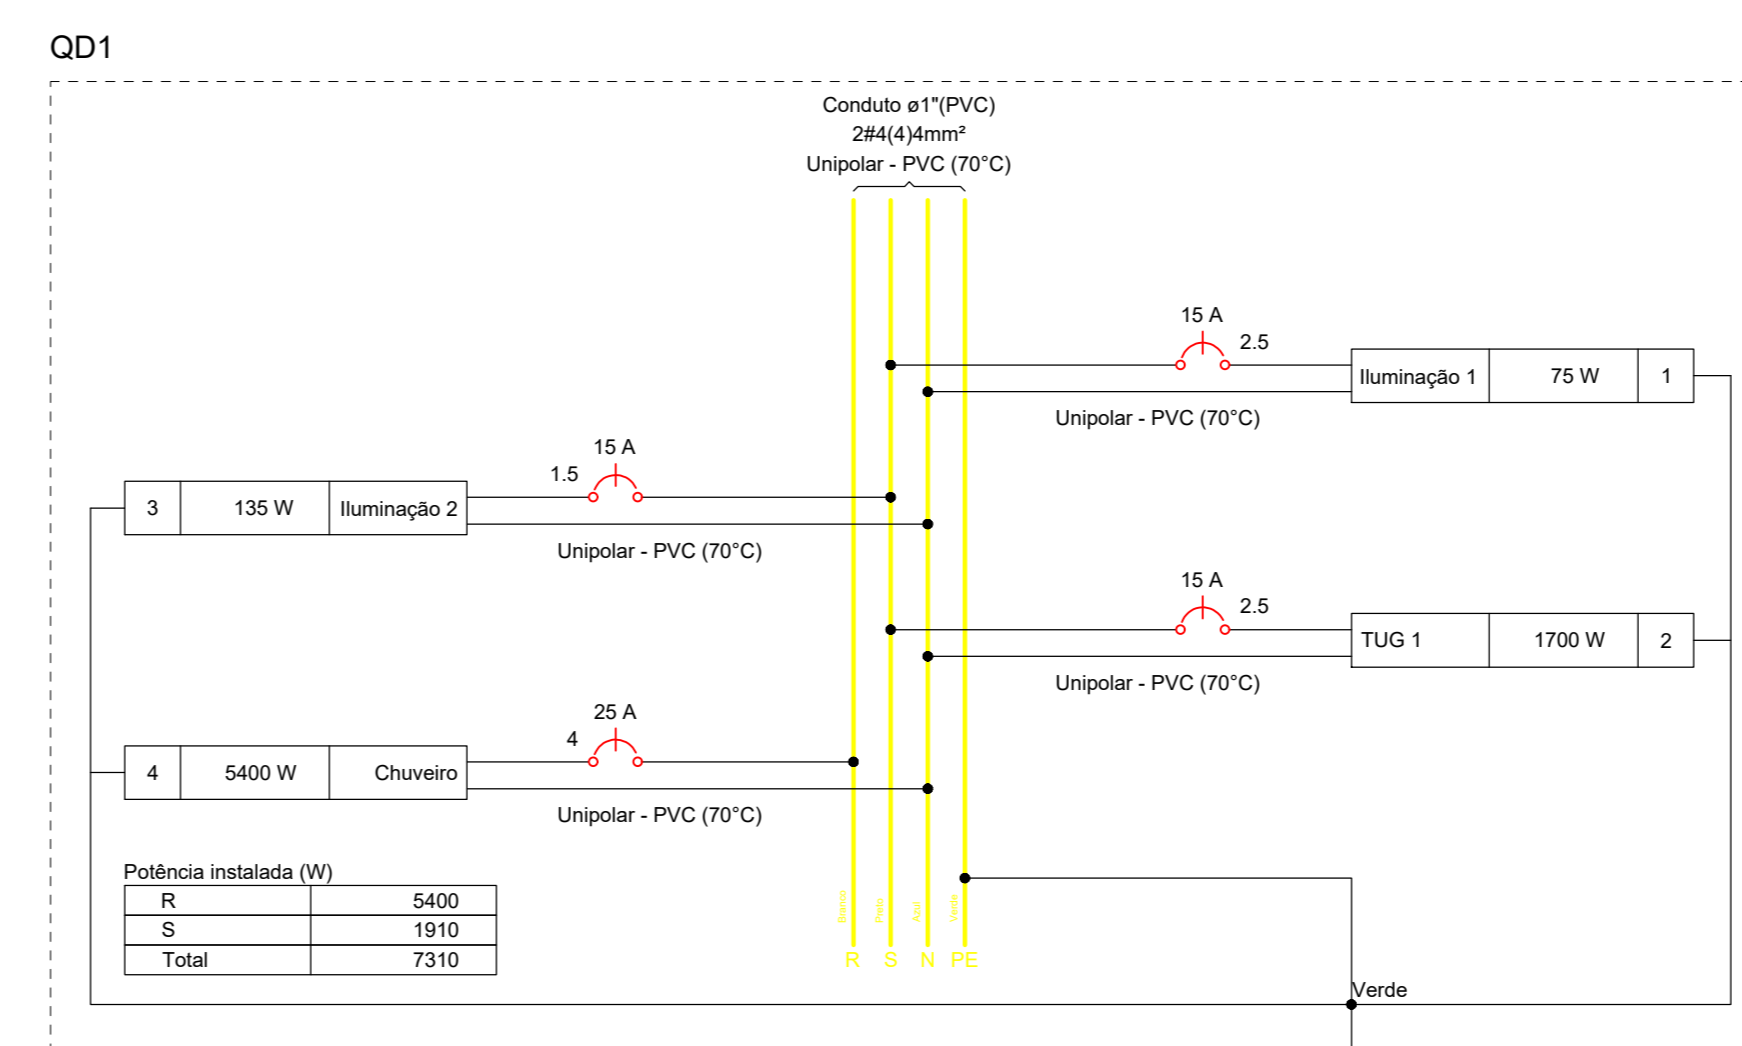 QD1
Conduto ø1"(PVC)
2#4(4)4mm²
Unipolar - PVC (70°C)
15 A
2.5
Iluminação 1 75 W 1
Unipolar - PVC (70°C)
15 A
1.5
3 135 W Iluminação 2
Unipolar - PVC (70°C)
15 A
2.5
TUG 1 1700 W 2
Unipolar - PVC (70°C)
25 A
4
4 5400 W Chuveiro
Unipolar - PVC (70°C)
Potência instalada (W)
R 5400
S 1910
Total 7310
Branco
Preto
Azul
Verde
R S N PE
Verde